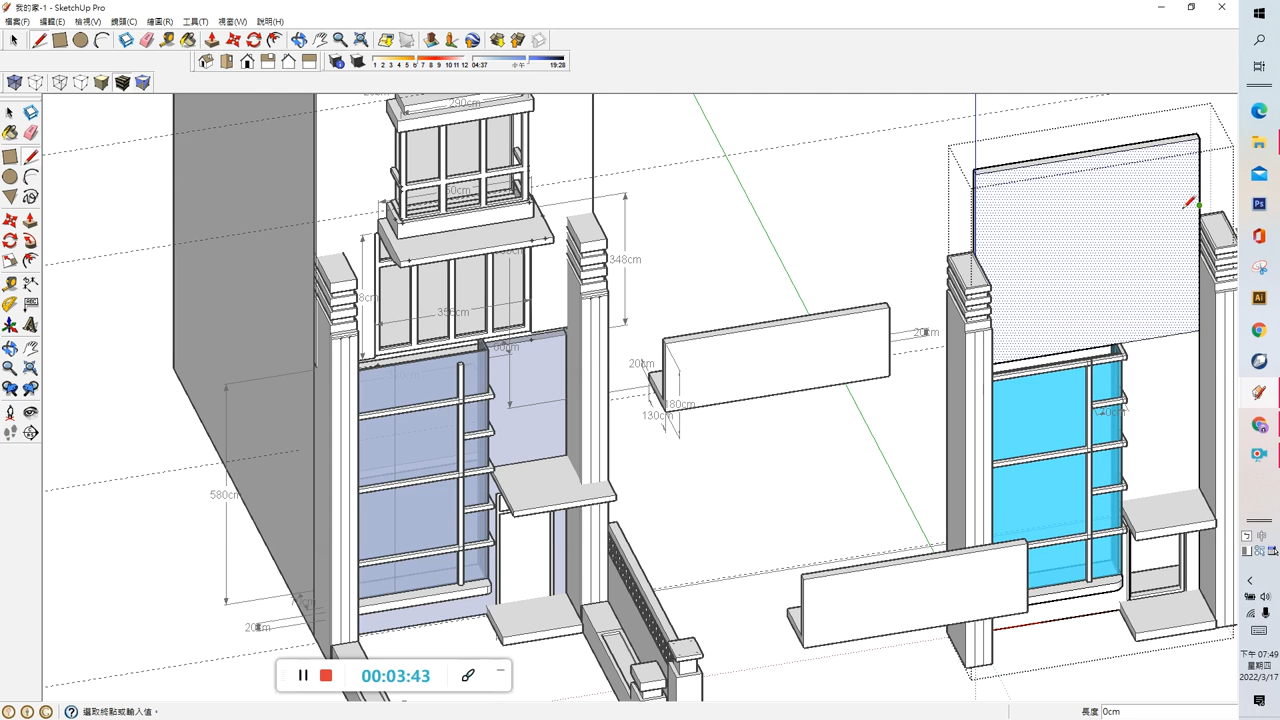 我的家-1 - SketchUp Pro
檔案(F) 編輯(E) 檢視(V) 鏡頭(C) 繪圖(R) 工具(T) 視窗(W) 說明(H)
1 2 3 4 5 6 7 8 9 10 11 12 04:37 中午 19:28
290cm
348cm
355cm
20cm
20cm
180cm
130cm
580cm
00:03:43
Ps
Ai
下午 07:49
星期四
2022/3/17
選取終點或輸入值。
長度 0cm